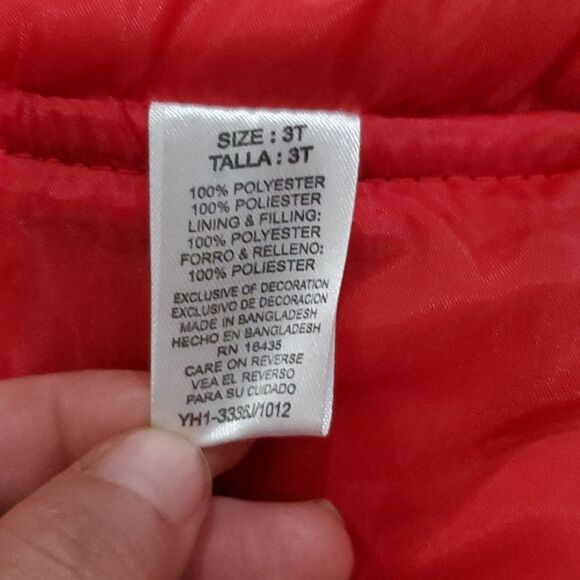 SIZE : 3T
TALLA : 3T
100% POLYESTER
100% POLIESTER
LINING & FILLING:
100% POLYESTER
FORRO & RELLENO:
100% POLIESTER
EXCLUSIVE OF DECORATION
EXCLUSIVO DE DECORACION
MADE IN BANGLADESH
HECHO EN BANGLADESH
RN 16435
CARE ON REVERSE
VEA EL REVERSO
PARA SU CUIDADO
YH1-3336J/1012